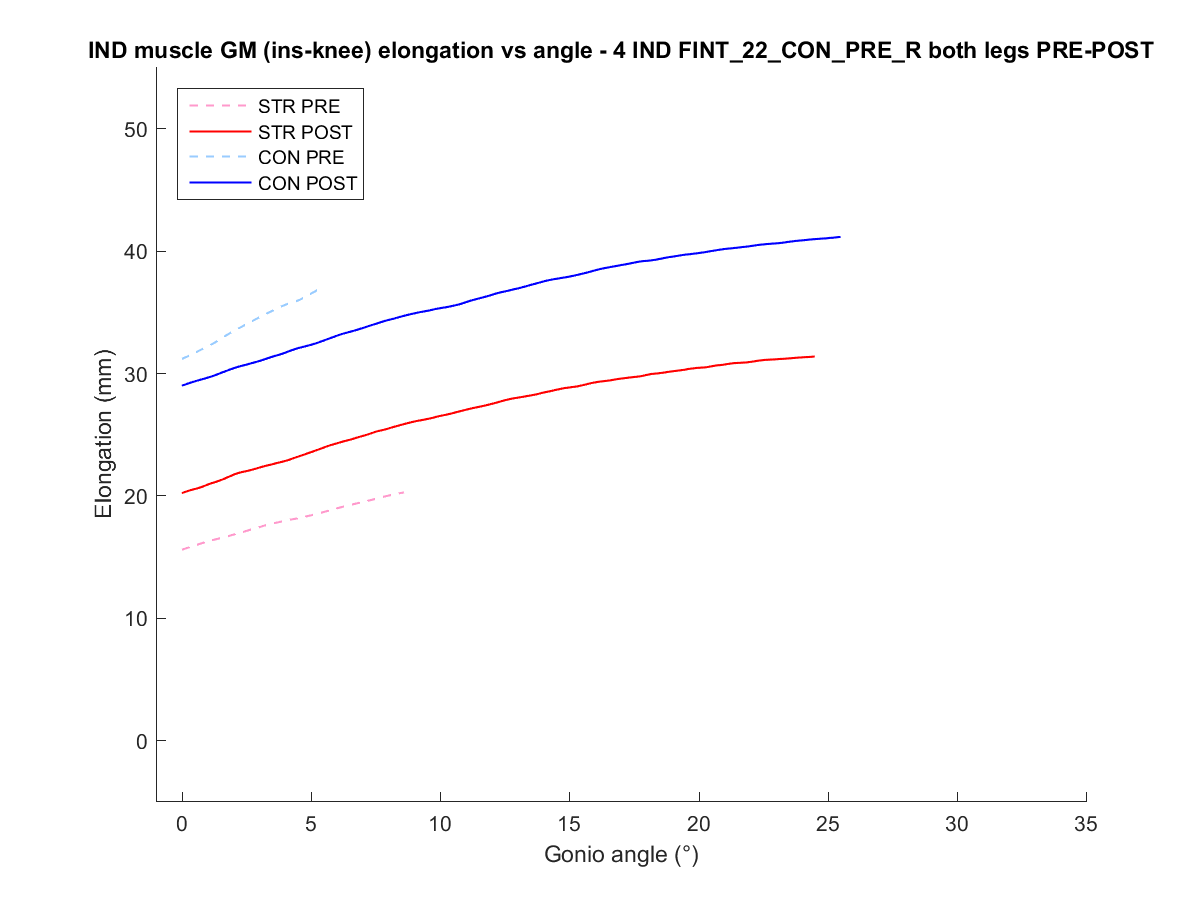 IND muscle GM (ins-knee) elongation vs angle - 4 IND FINT_22_CON_PRE_R both legs PRE-POST
STR PRE
STR POST
CON PRE
CON POST
50
40
30
20
10
0
Elongation (mm)
0 5 10 15 20 25 30 35
Gonio angle (°)